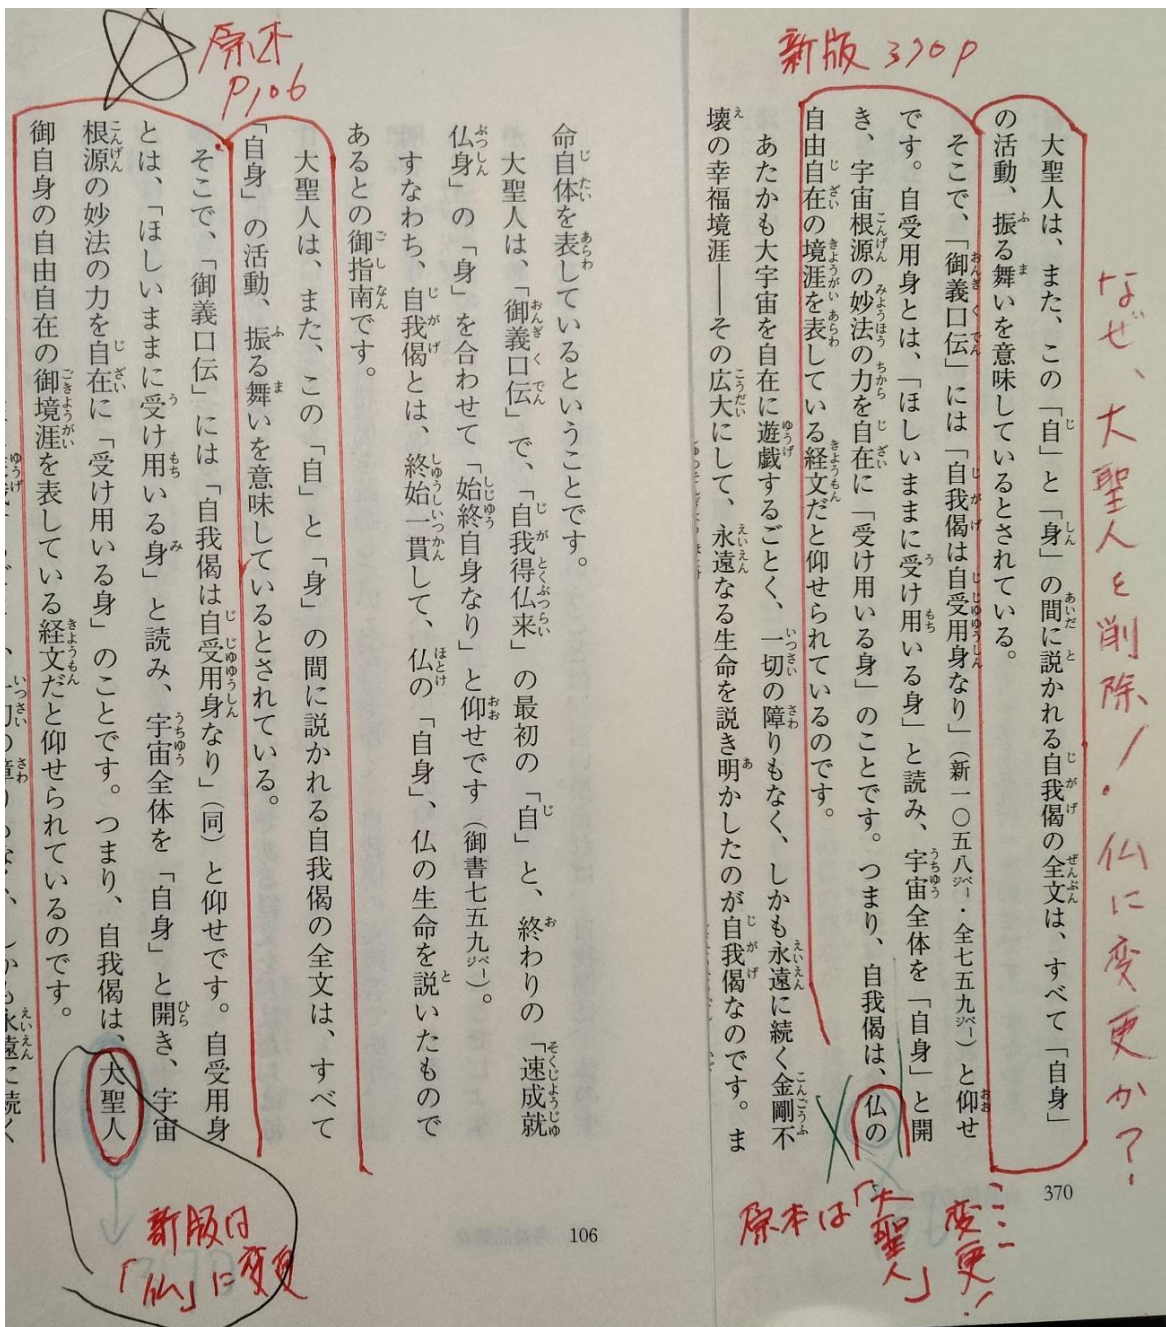 新版 370P
なぜ、大聖人を削除!仏に変更か?
大聖人は、また、この「自」と「身」の間に説かれる自我偈の全文は、すべて「自身」
の活動、振る舞いを意味しているとされている。
そこで、「御義口伝」には「自我偈は自受用身なり」(新一〇五八㌻・全七五九㌻)と仰せ
です。自受用身とは、「ほしいままに受け用いる身」と読み、宇宙全体を「自身」と開
き、宇宙根源の妙法の力を自在に「受け用いる身」のことです。つまり、自我偈は、仏の
自由自在の境涯を表している経文だと仰せられているのです。
あたかも大宇宙を自在に遊戯するごとく、一切の障りもなく、しかも永遠に続く金剛不
壊の幸福境涯――その広大にして、永遠なる生命を説き明かしたのが自我偈なのです。ま
370
ここ変更!
原本は「大聖人」
原本
P106
命自体を表しているということです。
大聖人は、「御義口伝」で、「自我得仏来」の最初の「自」と、終わりの「速成就
仏身」の「身」を合わせて「始終自身なり」と仰せです(御書七五九㌻)。
すなわち、自我偈とは、終始一貫して、仏の「自身」、仏の生命を説いたもので
あるとの御指南です。
大聖人は、また、この「自」と「身」の間に説かれる自我偈の全文は、すべて
「自身」の活動、振る舞いを意味しているとされている。
そこで、「御義口伝」には「自我偈は自受用身なり」(同)と仰せです。自受用身
とは、「ほしいままに受け用いる身」と読み、宇宙全体を「自身」と開き、宇宙
根源の妙法の力を自在に「受け用いる身」のことです。つまり、自我偈は、大聖人
御自身の自由自在の御境涯を表している経文だと仰せられているのです。
106
新版は
「仏」に変更